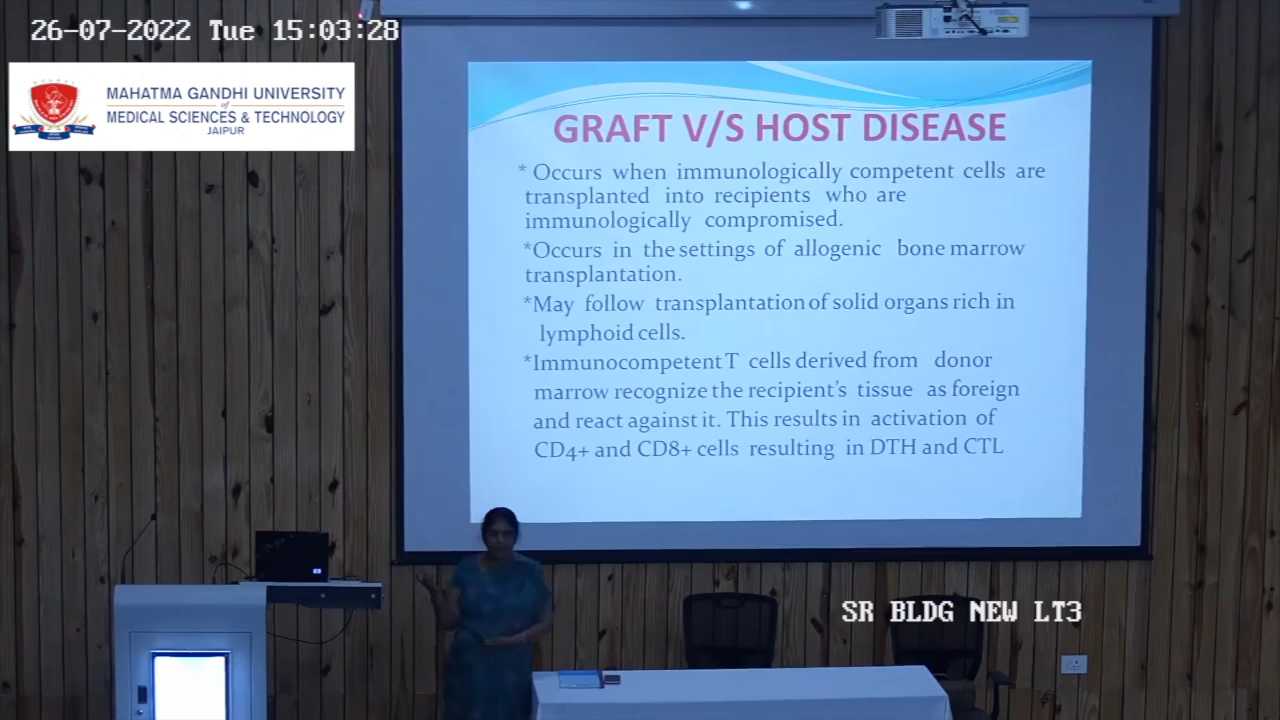 26-07-2022 Tue 15:03:28
MAHATMA GANDHI UNIVERSITY
of
MEDICAL SCIENCES & TECHNOLOGY
JAIPUR
GRAFT V/S HOST DISEASE
* Occurs when immunologically competent cells are
transplanted into recipients who are
immunologically compromised.
*Occurs in the settings of allogenic bone marrow
transplantation.
*May follow transplantation of solid organs rich in
lymphoid cells.
*Immunocompetent T cells derived from donor
marrow recognize the recipient's tissue as foreign
and react against it. This results in activation of
CD4+ and CD8+ cells resulting in DTH and CTL
SR BLDG NEW LT3